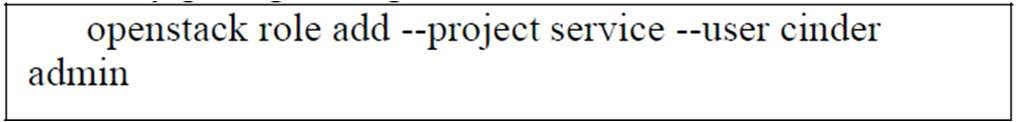 openstack role add --project service --user cinder
admin